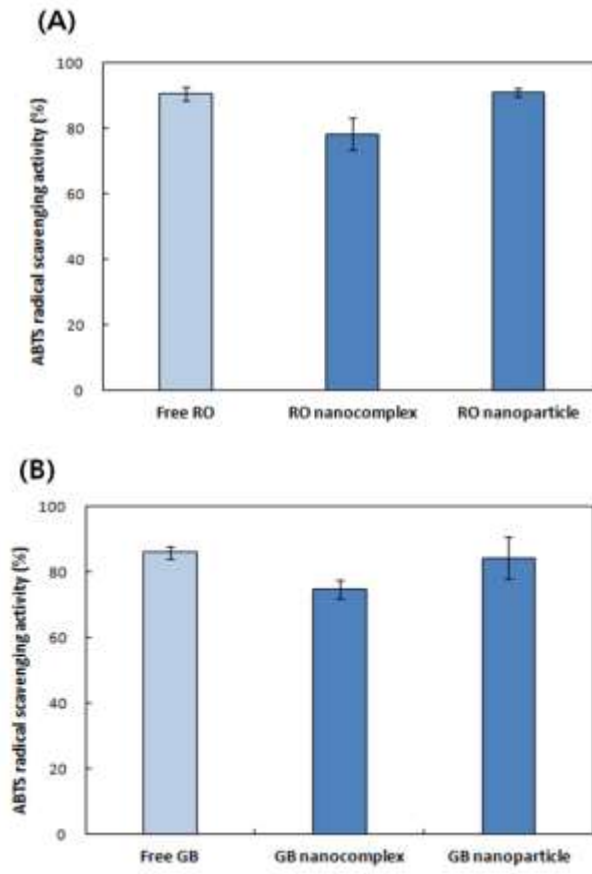 (A)
ABTS radical scavenging activity (%)
100
80
60
40
20
0
Free RO
RO nanocomplex
RO nanoparticle
(B)
ABTS radical scavenging activity (%)
100
80
60
40
20
0
Free GB
GB nanocomplex
GB nanoparticle